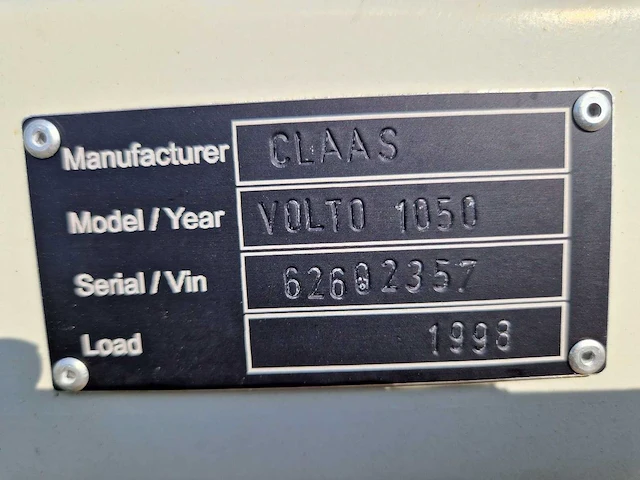 Manufacturer CLAAS
Model / Year VOLTO 1050
Serial / Vin 62602357
Load 1998